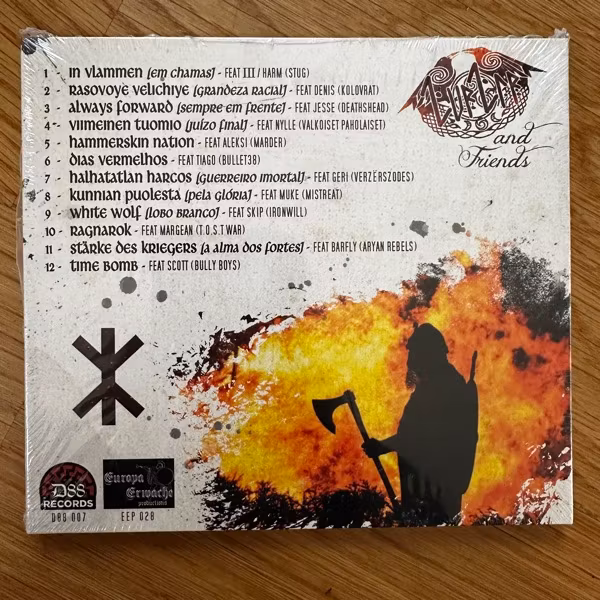 1 - In Vlammen [Em Chamas] - FEAT III / HARM (STUG)
2 - Rasovoye Velichiye [Grandeza Racial] - FEAT DENIS (KOLOVRAT)
3 - Always Forward [Sempre em Frente] - FEAT JESSE (DEATHSHEAD)
4 - Viimeinen Tuomio [Juízo Final] - FEAT NYLLE (VALKOISET PAHOLAISET)
5 - Hammerskin Nation - FEAT ALEKSI (MARDER)
6 - Dias Vermelhos - FEAT TIAGO (BULLET38)
7 - Halhatatlan Harcos [Guerreiro Imortal] - FEAT GERI (VERZERSZODES)
8 - Kunnian Puolesta [Pela Glória] - FEAT MUKE (MISTREAT)
9 - White Wolf [Lobo Branco] - FEAT SKIP (IRONWILL)
10 - Ragnarok - FEAT MARGEAN (T.O.S.T WAR)
11 - Stärke des Kriegers [A Alma dos Fortes] - FEAT BARFLY (ARYAN REBELS)
12 - Time Bomb - FEAT SCOTT (BULLY BOYS)
and
Friends
D88
RECORDS
D88 007
Europa
Erwache
productions
EEP 028